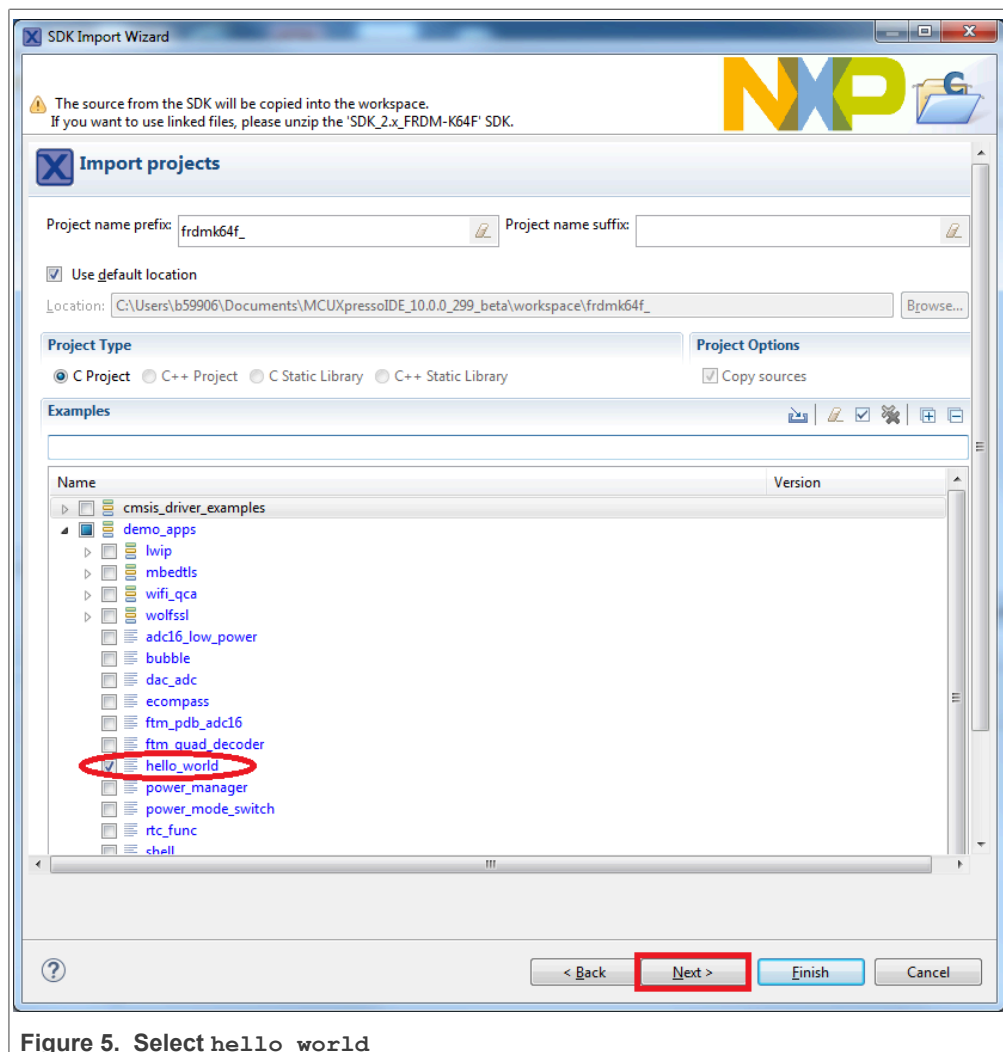 SDK Import Wizard
The source from the SDK will be copied into the workspace.
If you want to use linked files, please unzip the 'SDK_2.x_FRDM-K64F' SDK.
NXP
Import projects
Project name prefix: frdmk64f_ Project name suffix:
Use default location
Location: C:\Users\b59906\Documents\MCUXpressoIDE_10.0.0_299_beta\workspace\frdmk64f_ Browse...
Project Type Project Options
C Project C++ Project C Static Library C++ Static Library Copy sources
Examples
Name Version
cmsis_driver_examples
demo_apps
lwip
mbedtls
wifi_qca
wolfssl
adc16_low_power
bubble
dac_adc
ecompass
ftm_pdb_adc16
ftm_quad_decoder
hello_world
power_manager
power_mode_switch
rtc_func
shell
< Back Next > Finish Cancel
Figure 5. Select hello world